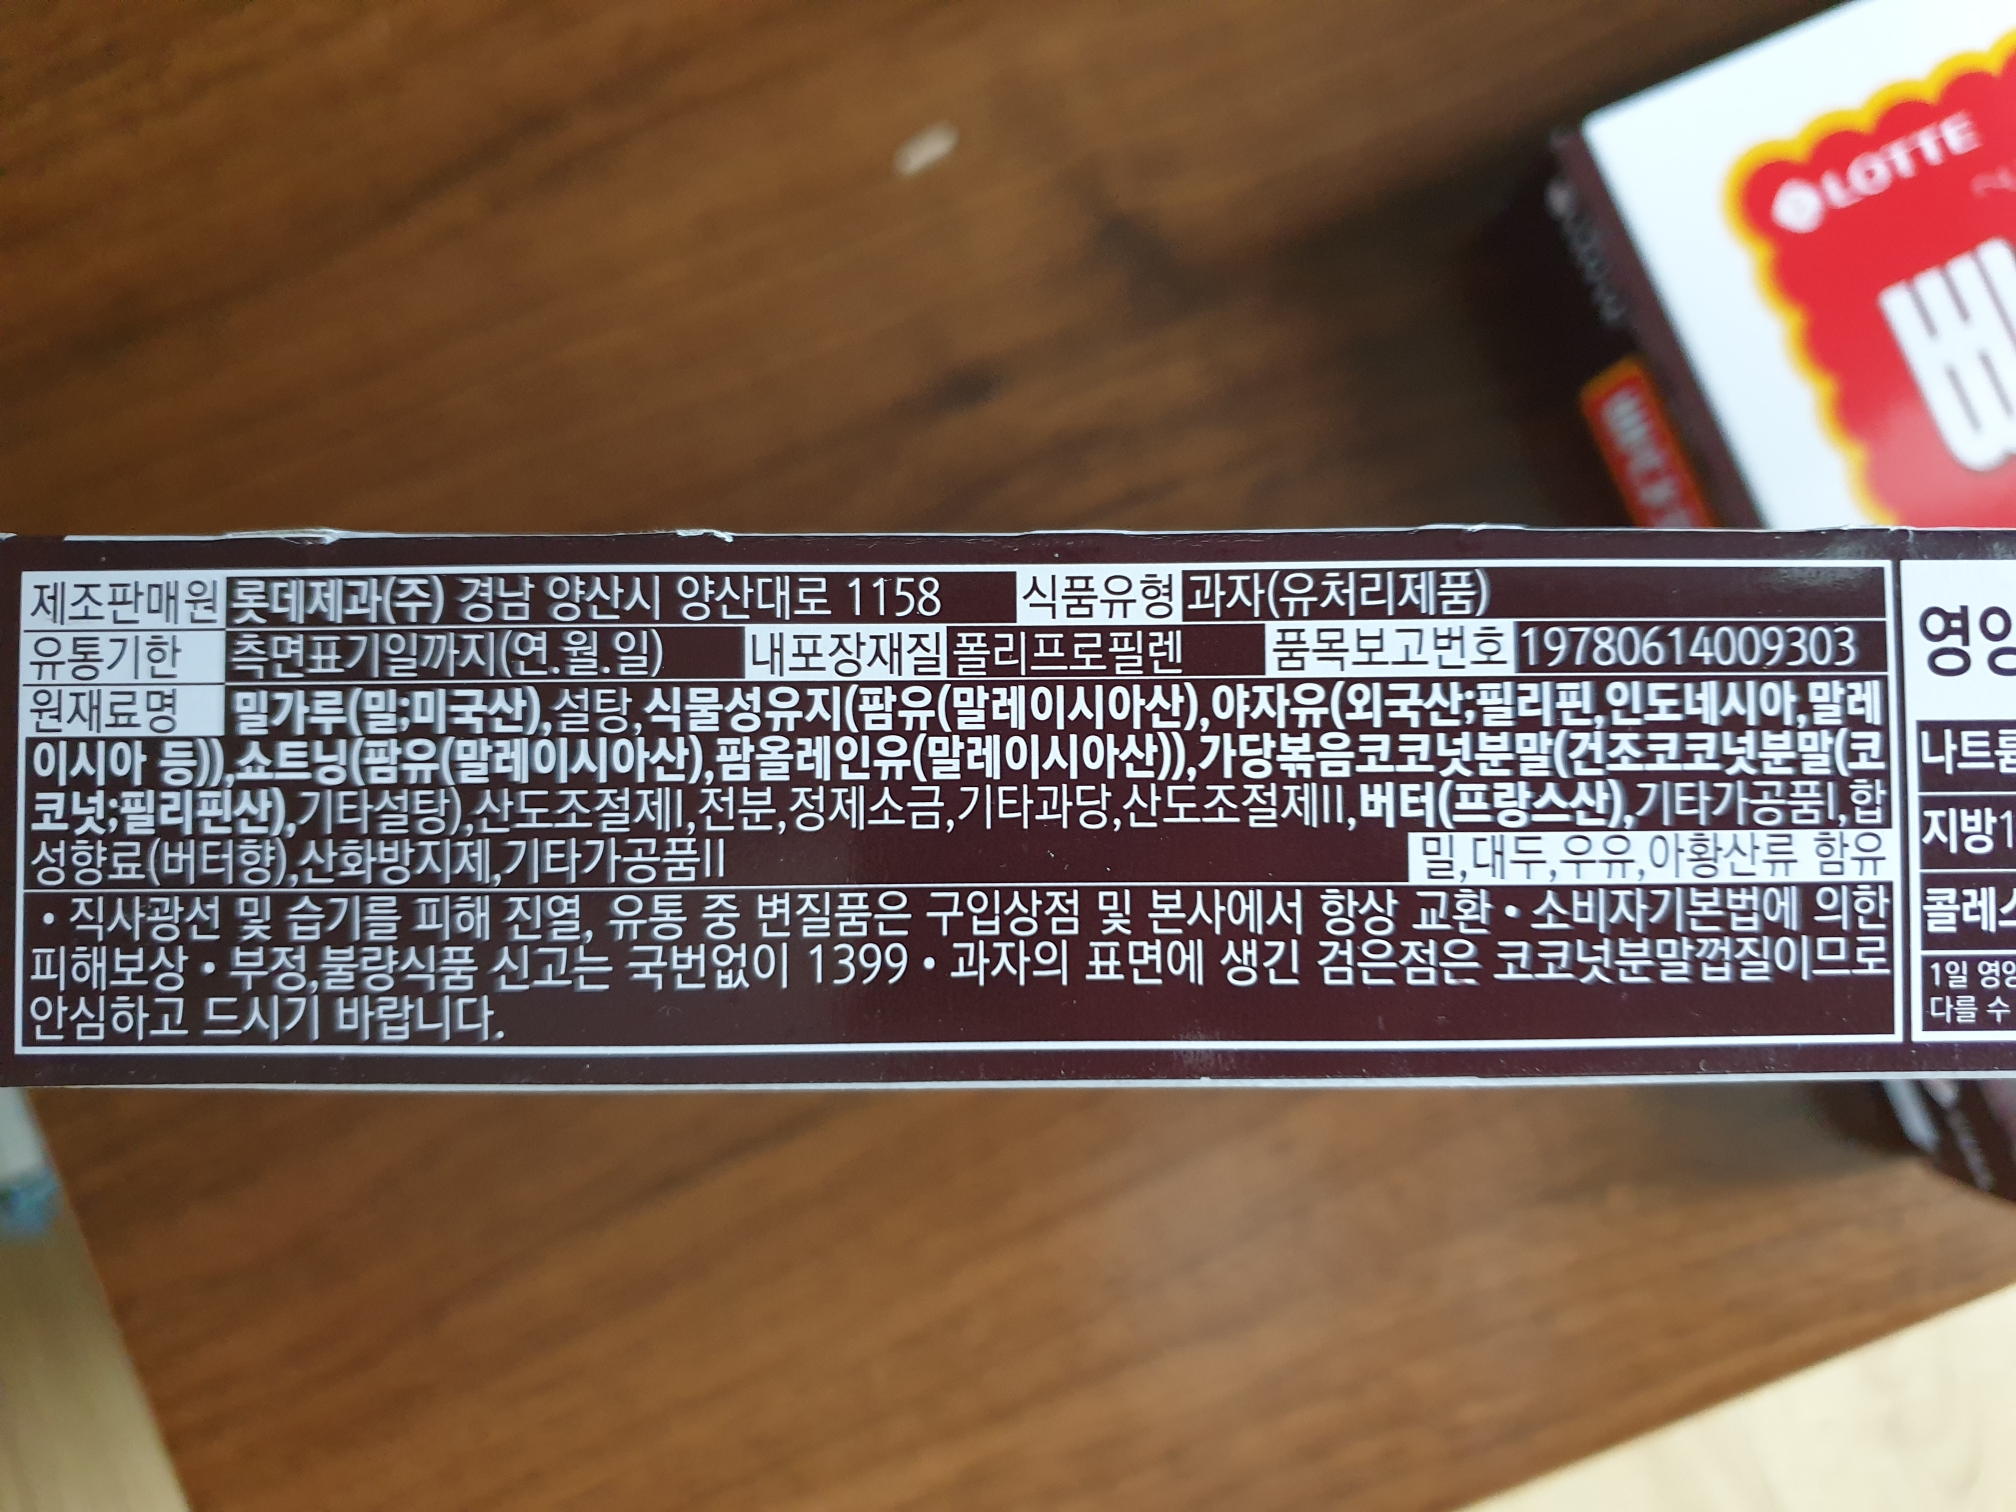 LOTTE
제조판매원 롯데제과(주) 경남 양산시 양산대로 1158 식품유형 과자(유처리제품)
유통기한 측면표기일까지(연.월.일) 내포장재질 폴리프로필렌 품목보고번호 19780614009303
원재료명 밀가루(밀;미국산),설탕,식물성유지(팜유(말레이시아산),야자유(외국산;필리핀,인도네시아,말레
이시아 등)),쇼트닝(팜유(말레이시아산),팜올레인유(말레이시아산)),가당볶음코코넛분말(건조코코넛분말(코
코넛;필리핀산),기타설탕),산도조절제I,전분,정제소금,기타과당,산도조절제II,버터(프랑스산),기타가공품I,합
성향료(버터향),산화방지제,기타가공품II 밀,대두,우유,아황산류 함유
• 직사광선 및 습기를 피해 진열, 유통 중 변질품은 구입상점 및 본사에서 항상 교환 • 소비자기본법에 의한
피해보상 • 부정,불량식품 신고는 국번없이 1399 • 과자의 표면에 생긴 검은점은 코코넛분말껍질이므로
안심하고 드시기 바랍니다.
나트륨
지방
1일
다를 수